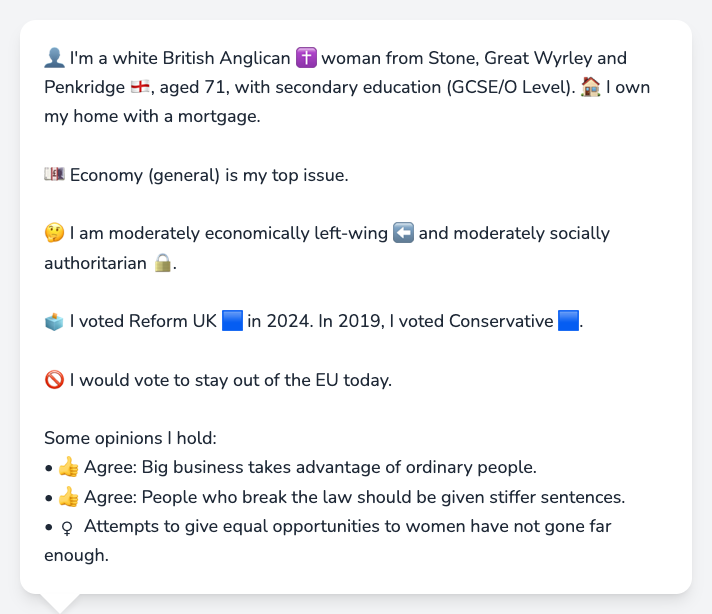 👤 I'm a white British Anglican ✝️ woman from Stone, Great Wyrley and
Penkridge 🏴󠁧󠁢󠁥󠁮󠁧󠁿, aged 71, with secondary education (GCSE/O Level). 🏠 I own
my home with a mortgage.
💷 Economy (general) is my top issue.
🤔 I am moderately economically left-wing ⬅️ and moderately socially
authoritarian 🔒.
🗳️ I voted Reform UK 🟦 in 2024. In 2019, I voted Conservative 🟦.
🚫 I would vote to stay out of the EU today.
Some opinions I hold:
• 👍 Agree: Big business takes advantage of ordinary people.
• 👍 Agree: People who break the law should be given stiffer sentences.
• ♀ Attempts to give equal opportunities to women have not gone far
enough.